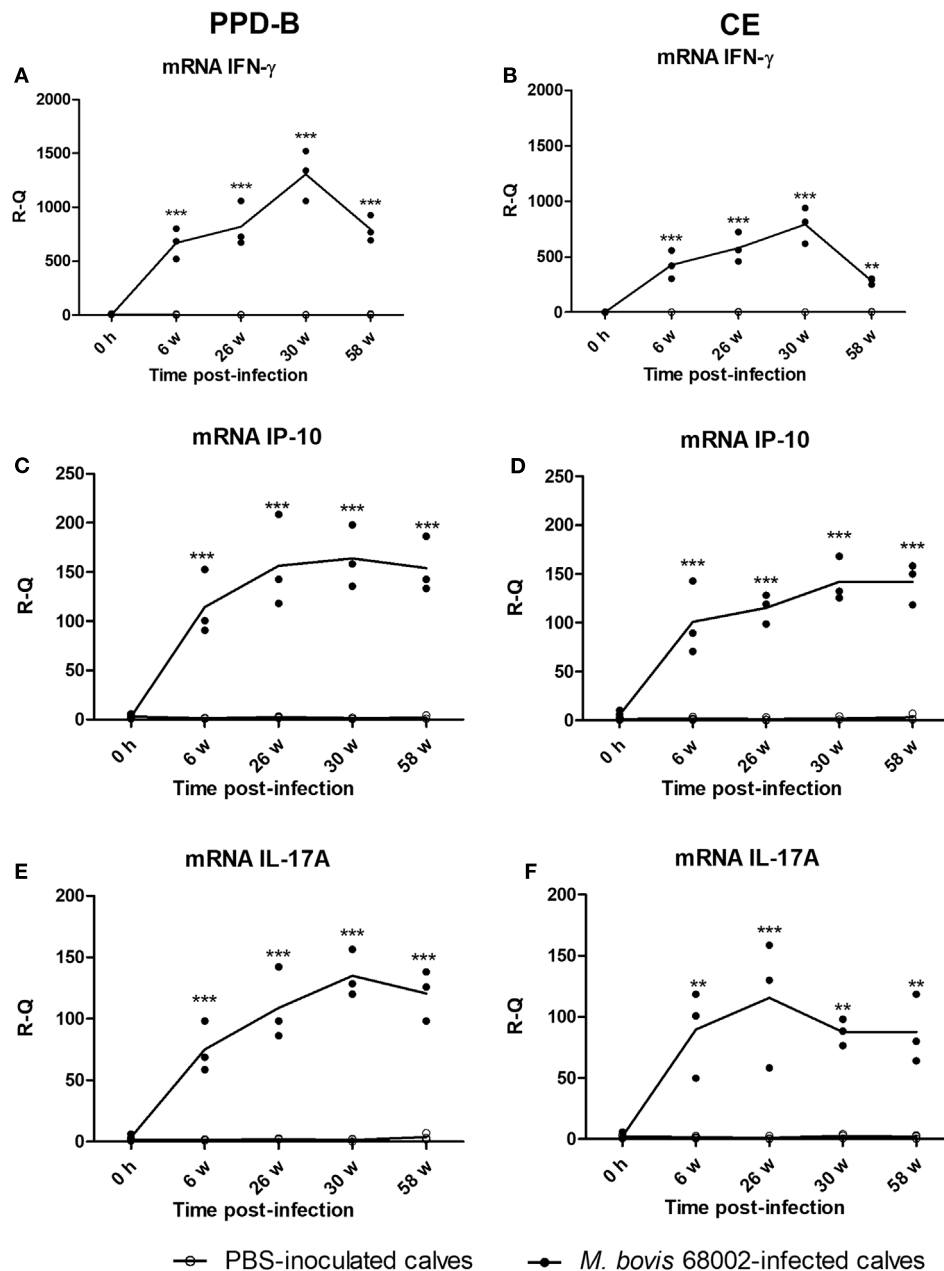 PPD-B
CE
A
mRNA IFN-γ
2000
1500
1000
500
0
R-Q
***
***
***
***
0 h
6 w
26 w
30 w
58 w
Time post-infection
B
mRNA IFN-γ
2000
1500
1000
500
0
R-Q
***
***
***
**
0 h
6 w
26 w
30 w
58 w
Time post-infection
C
mRNA IP-10
250
200
150
100
50
0
R-Q
***
***
***
***
0 h
6 w
26 w
30 w
58 w
Time post-infection
D
mRNA IP-10
250
200
150
100
50
0
R-Q
***
***
***
***
0 h
6 w
26 w
30 w
58 w
Time post-infection
E
mRNA IL-17A
200
150
100
50
0
R-Q
***
***
***
***
0 h
6 w
26 w
30 w
58 w
Time post-infection
F
mRNA IL-17A
200
150
100
50
0
R-Q
**
***
**
**
0 h
6 w
26 w
30 w
58 w
Time post-infection
PBS-inoculated calves
M. bovis 68002-infected calves